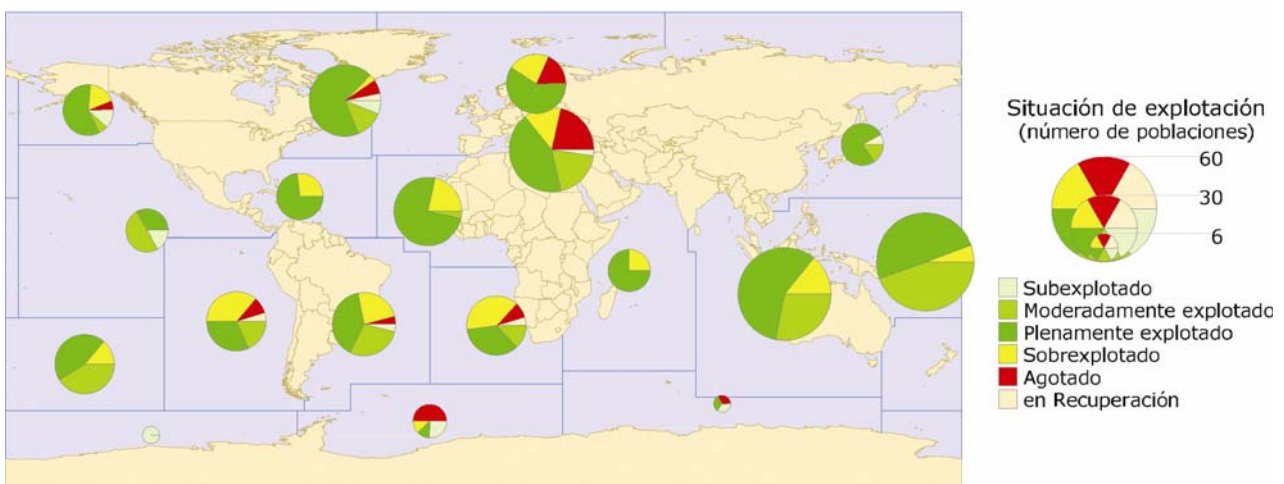 Situación de explotación
(número de poblaciones)
60
30
6
Subexplotado
Moderadamente explotado
Plenamente explotado
Sobrexplotado
Agotado
en Recuperación